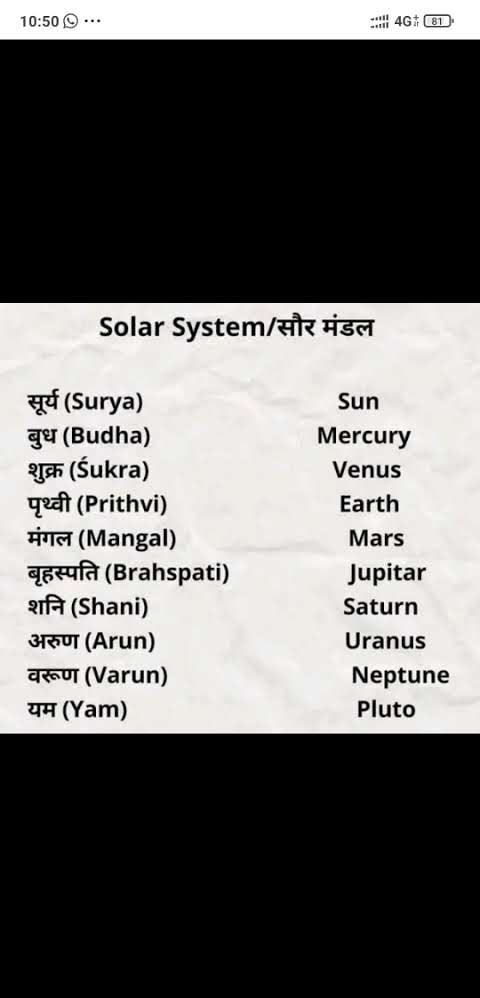 10:50 ... 4G 81
Solar System/सौर मंडल
सूर्य (Surya) Sun
बुध (Budha) Mercury
शुक्र (Śukra) Venus
पृथ्वी (Prithvi) Earth
मंगल (Mangal) Mars
बृहस्पति (Brahspati) Jupitar
शनि (Shani) Saturn
अरुण (Arun) Uranus
वरूण (Varun) Neptune
यम (Yam) Pluto